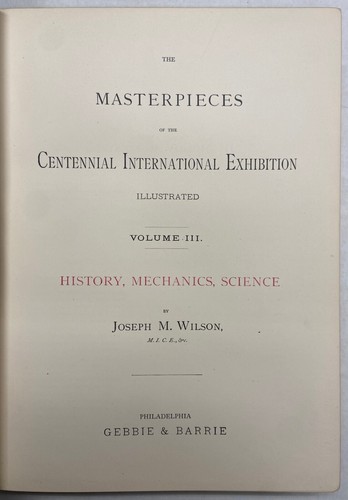 THE
MASTERPIECES
OF THE
CENTENNIAL INTERNATIONAL EXHIBITION
ILLUSTRATED
VOLUME III.
HISTORY, MECHANICS, SCIENCE
BY
JOSEPH M. WILSON,
M. I. C. E., &c.
PHILADELPHIA
GEBBIE & BARRIE